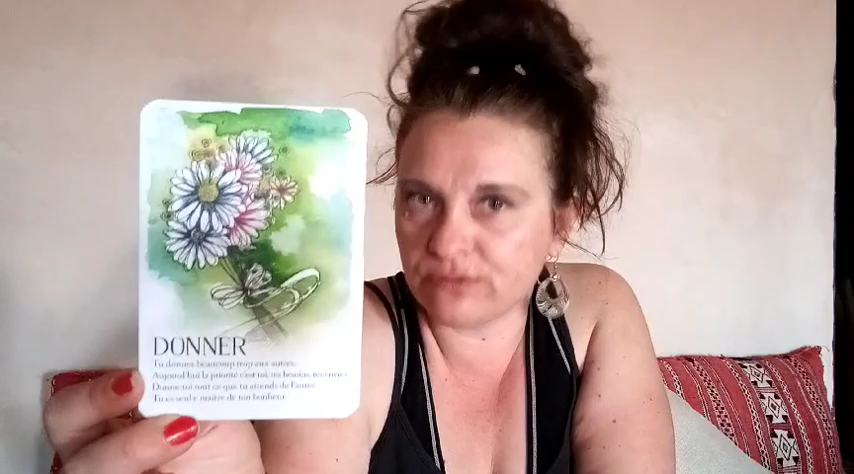 DONNER
Tu donnes beaucoup trop aux autres.
Aujourd'hui la priorité c'est toi, tes besoins, tes envies
Donne-toi tout ce que tu attends de l'autre
Tu es seul·e maître de ton bonheur